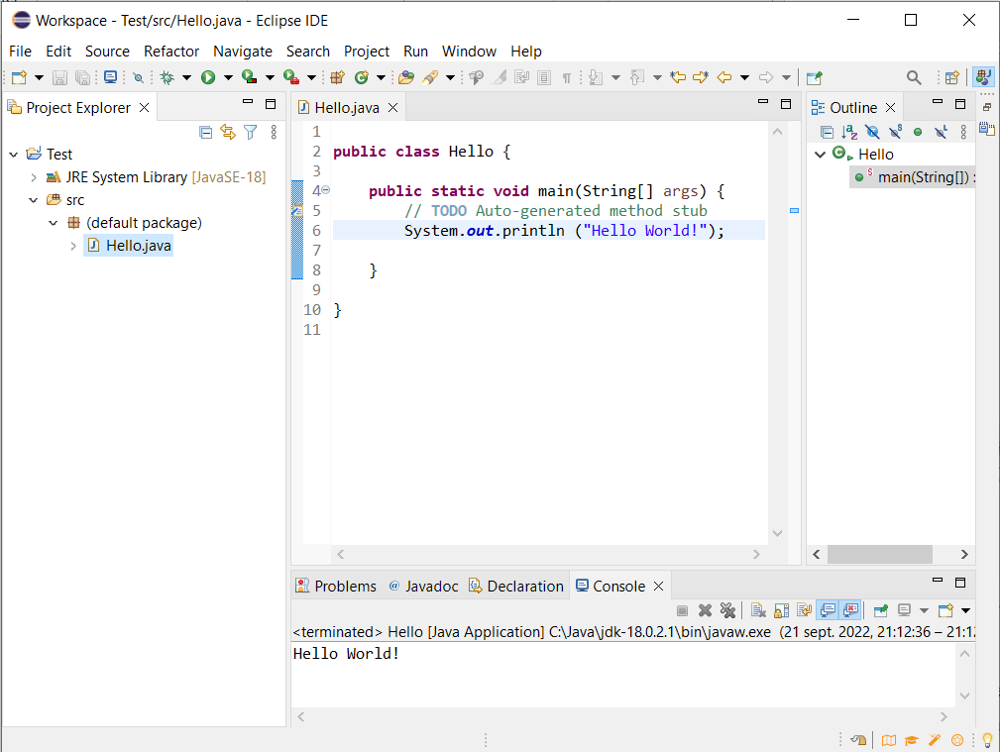 Workspace - Test/src/Hello.java - Eclipse IDE
File Edit Source Refactor Navigate Search Project Run Window Help
Project Explorer
Test
JRE System Library [JavaSE-18]
src
(default package)
Hello.java
Hello.java
1
2 public class Hello {
3
4 public static void main(String[] args) {
5 // TODO Auto-generated method stub
6 System.out.println ("Hello World!");
7
8 }
9
10 }
11
Outline
Hello
main(String[]) :
Problems Javadoc Declaration Console
<terminated> Hello [Java Application] C:\Java\jdk-18.0.2.1\bin\javaw.exe (21 sept. 2022, 21:12:36 – 21:12
Hello World!